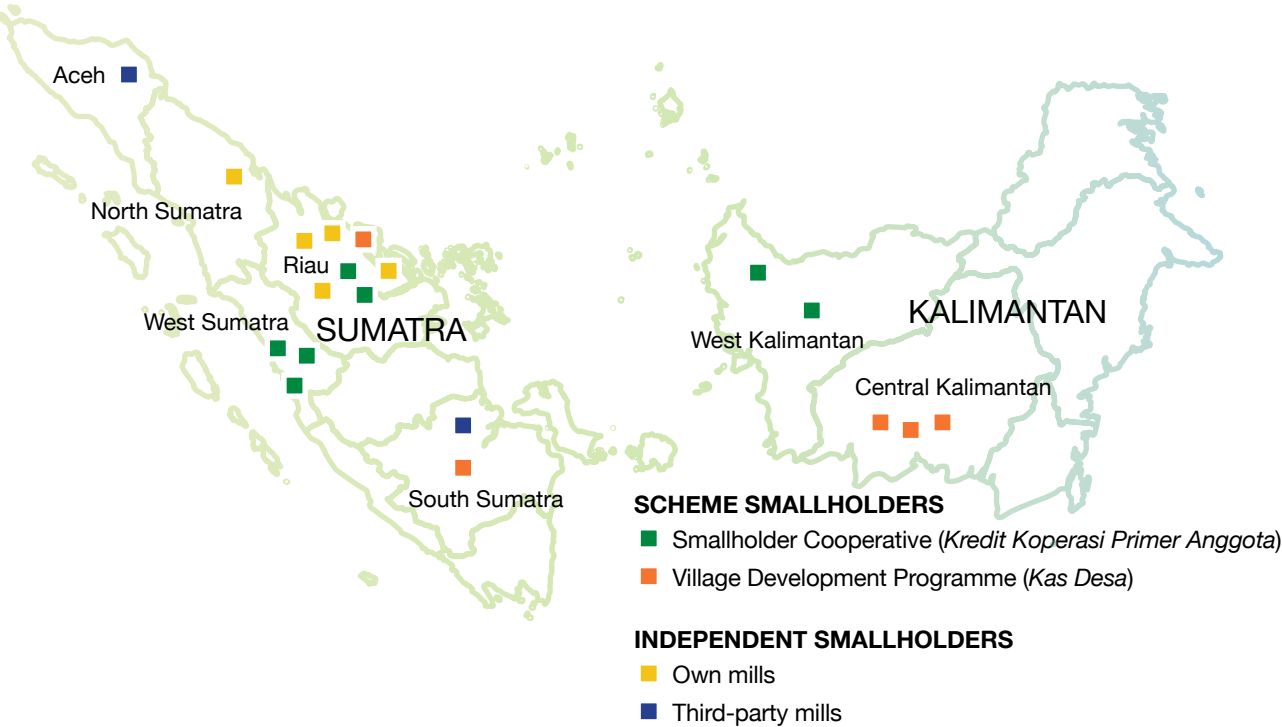 Aceh
North Sumatra
Riau
West Sumatra
SUMATRA
South Sumatra
KALIMANTAN
West Kalimantan
Central Kalimantan
SCHEME SMALLHOLDERS
Smallholder Cooperative (Kredit Koperasi Primer Anggota)
Village Development Programme (Kas Desa)
INDEPENDENT SMALLHOLDERS
Own mills
Third-party mills